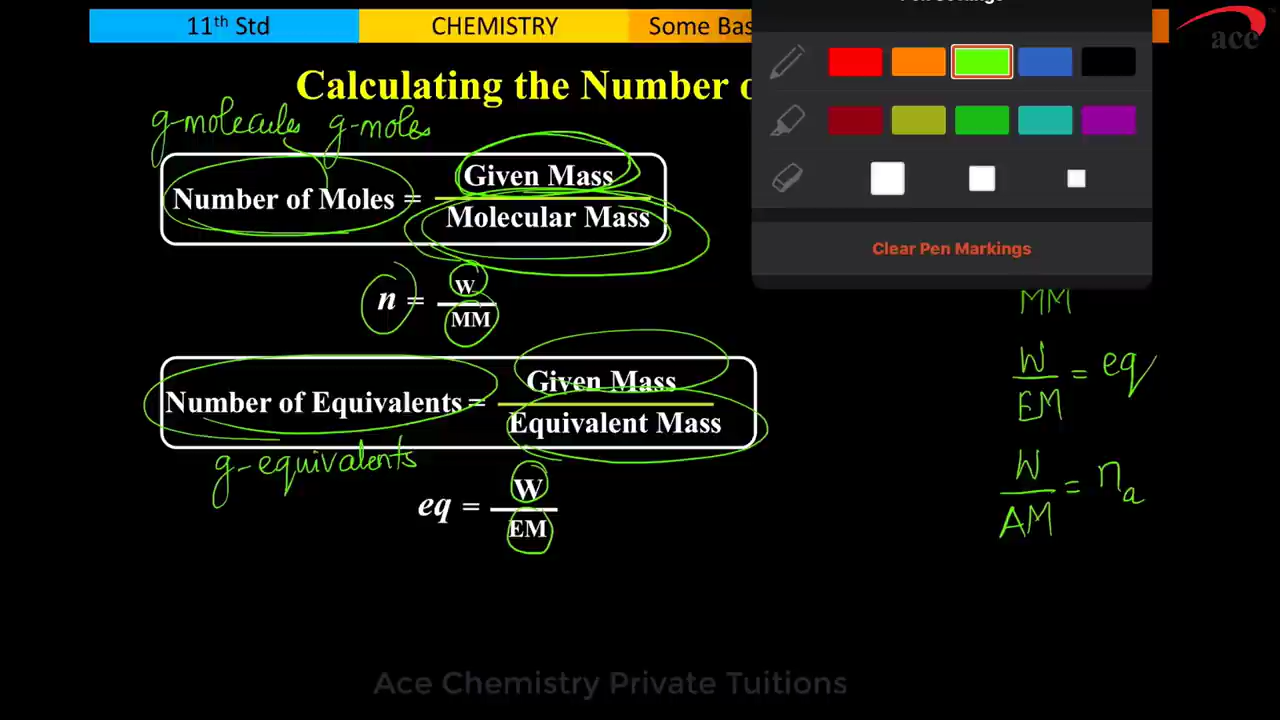 11th Std CHEMISTRY Some Bas
ace
Calculating the Number o
g-molecules g-moles
Number of Moles = Given Mass
Molecular Mass
Clear Pen Markings
n = W
MM
MM
Number of Equivalents = Given Mass
Equivalent Mass
W
EM = eq
g-equivalents
eq = W
EM
W
AM = na
Ace Chemistry Private Tuitions